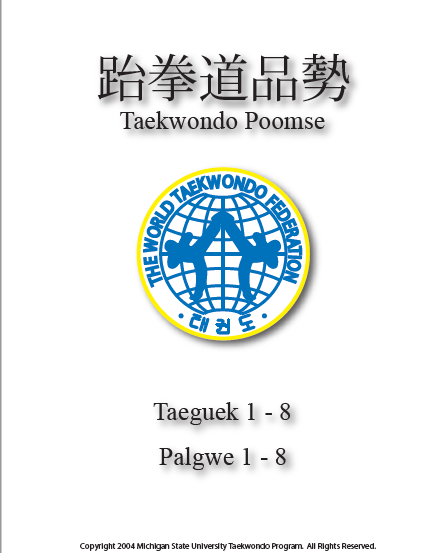 跆拳道品勢
Taekwondo Poomse
THE WORLD TAEKWONDO FEDERATION
태권도
Taeguek 1 - 8
Palgwe 1 - 8
Copyright 2004 Michigan State University Taekwondo Program. All Rights Reserved.